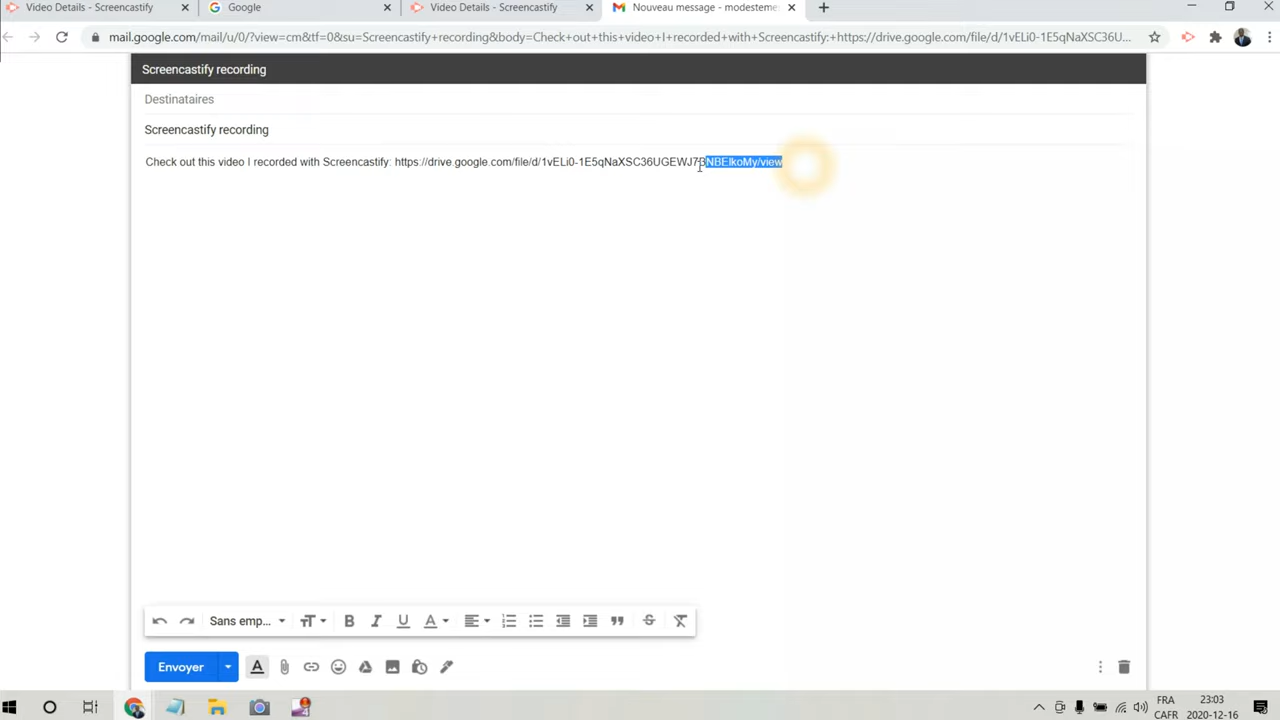 Video Details - Screencastify
Google
Video Details - Screencastify
Nouveau message - modesteme
mail.google.com/mail/u/0/?view=cm&tf=0&su=Screencastify+recording&body=Check+out+this+video+I+recorded+with+Screencastify:+https://drive.google.com/file/d/1vELi0-1E5qNaXSC36U...
Screencastify recording
Destinataires
Screencastify recording
Check out this video I recorded with Screencastify: https://drive.google.com/file/d/1vELi0-1E5qNaXSC36UGEWJ73NBElkoMy/view
Sans emp...
Envoyer
FRA
23:03
CAFR
2020-12-16